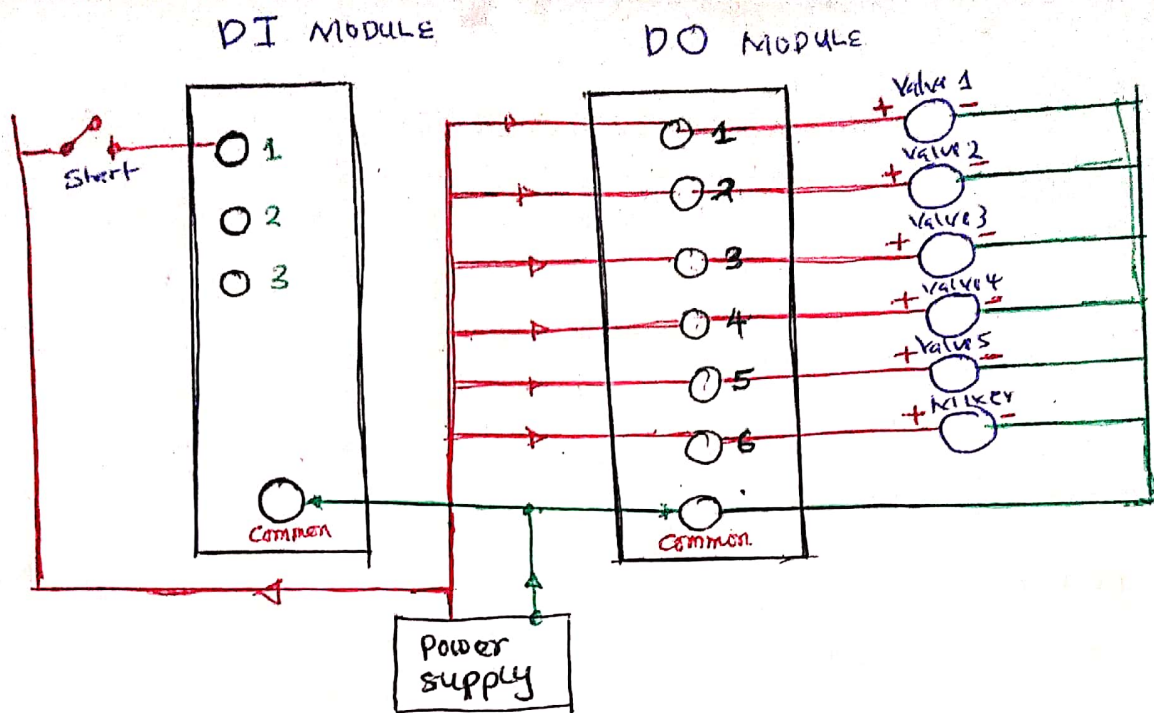 DI MODULE
DO MODULE
Start
1
2
3
Common
1
2
3
4
5
6
Common
+ Valve 1 -
+ Valve 2 -
+ Valve 3 -
+ Valve 4 -
+ Valve 5 -
+ Mixer -
Power
supply